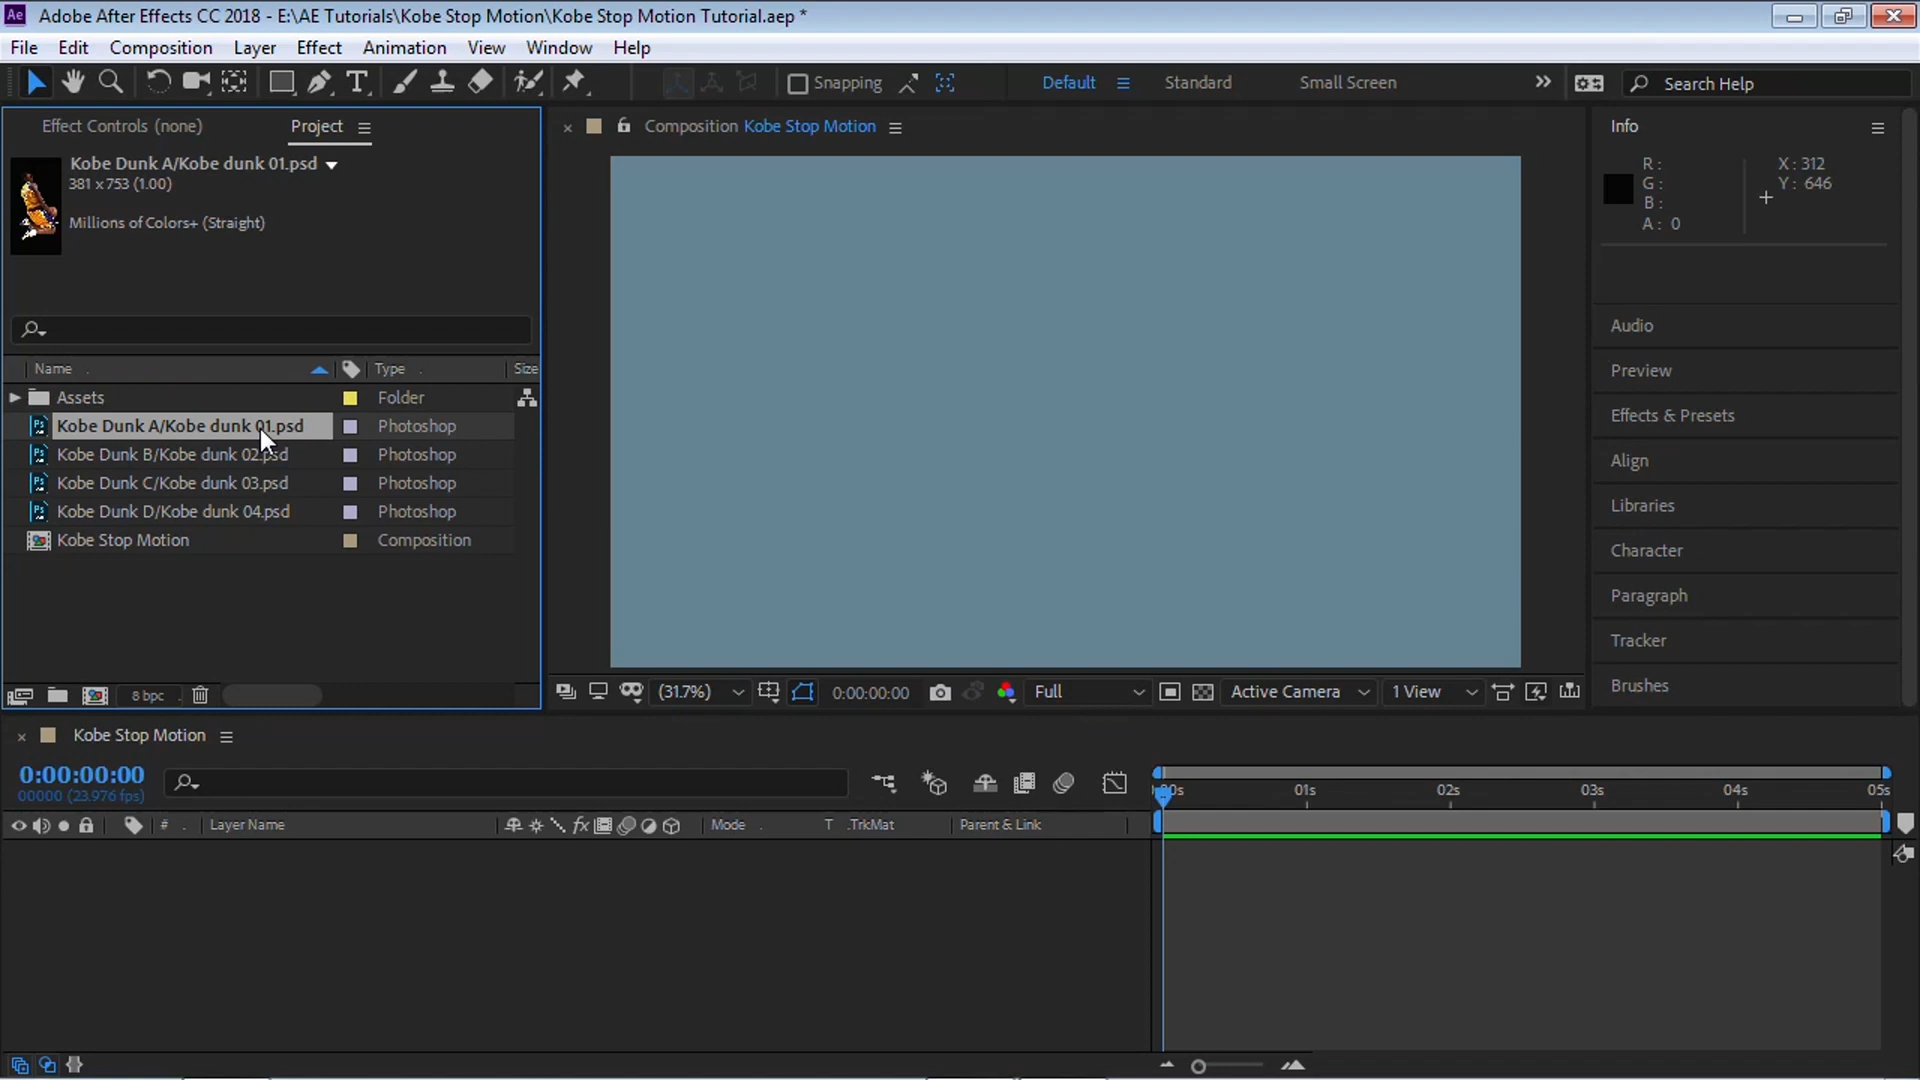 Ae Adobe After Effects CC 2018 - E:\AE Tutorials\Kobe Stop Motion\Kobe Stop Motion Tutorial.aep *
File Edit Composition Layer Effect Animation View Window Help
T Snapping Default Standard Small Screen Search Help
Effect Controls (none) Project
Composition Kobe Stop Motion
Info
Kobe Dunk A/Kobe dunk 01.psd
381 x 753 (1.00)
Millions of Colors+ (Straight)
R :
G :
B :
A : 0
X : 312
Y : 646
Name Type Size
Assets Folder
Kobe Dunk A/Kobe dunk 01.psd Photoshop
Kobe Dunk B/Kobe dunk 02.psd Photoshop
Kobe Dunk C/Kobe dunk 03.psd Photoshop
Kobe Dunk D/Kobe dunk 04.psd Photoshop
Kobe Stop Motion Composition
Audio
Preview
Effects & Presets
Align
Libraries
Character
Paragraph
Tracker
Brushes
8 bpc
(31.7%) 0:00:00:00 Full Active Camera 1 View
Kobe Stop Motion
0:00:00:00
00000 (23.976 fps)
01s 02s 03s 04s 05s
# Layer Name fx Mode T .TrkMat Parent & Link